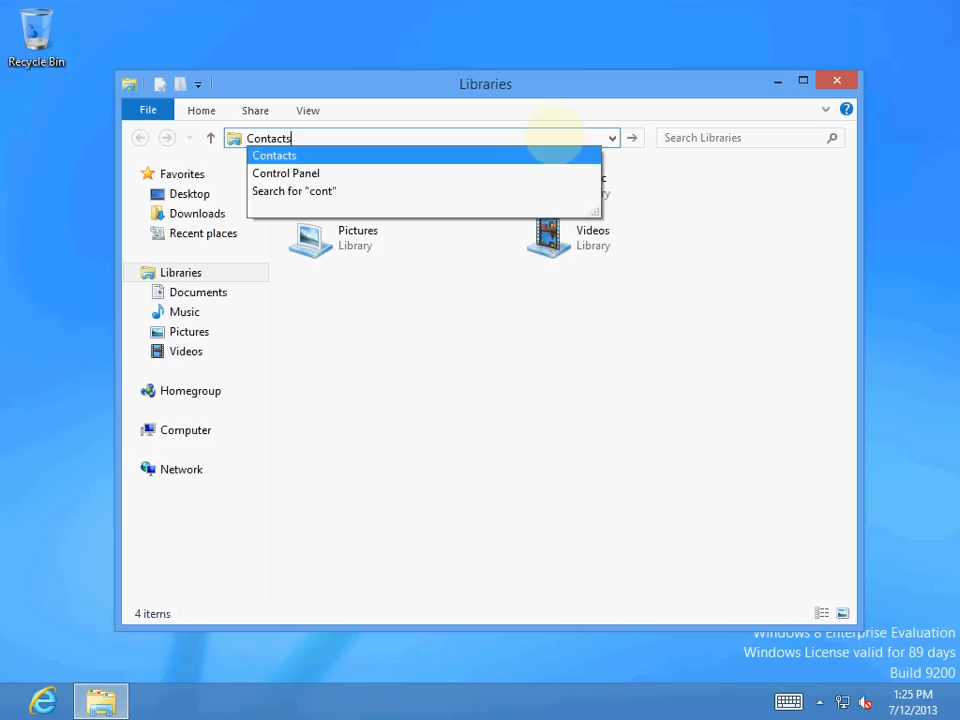 Recycle Bin
Libraries
File Home Share View
Contacts
Search Libraries
Contacts
Control Panel
Search for "cont"
Favorites
Desktop
Downloads
Recent places
Libraries
Documents
Music
Pictures
Videos
Homegroup
Computer
Network
Pictures
Library
Videos
Library
4 items
Windows 8 Enterprise Evaluation
Windows License valid for 89 days
Build 9200
1:25 PM
7/12/2013